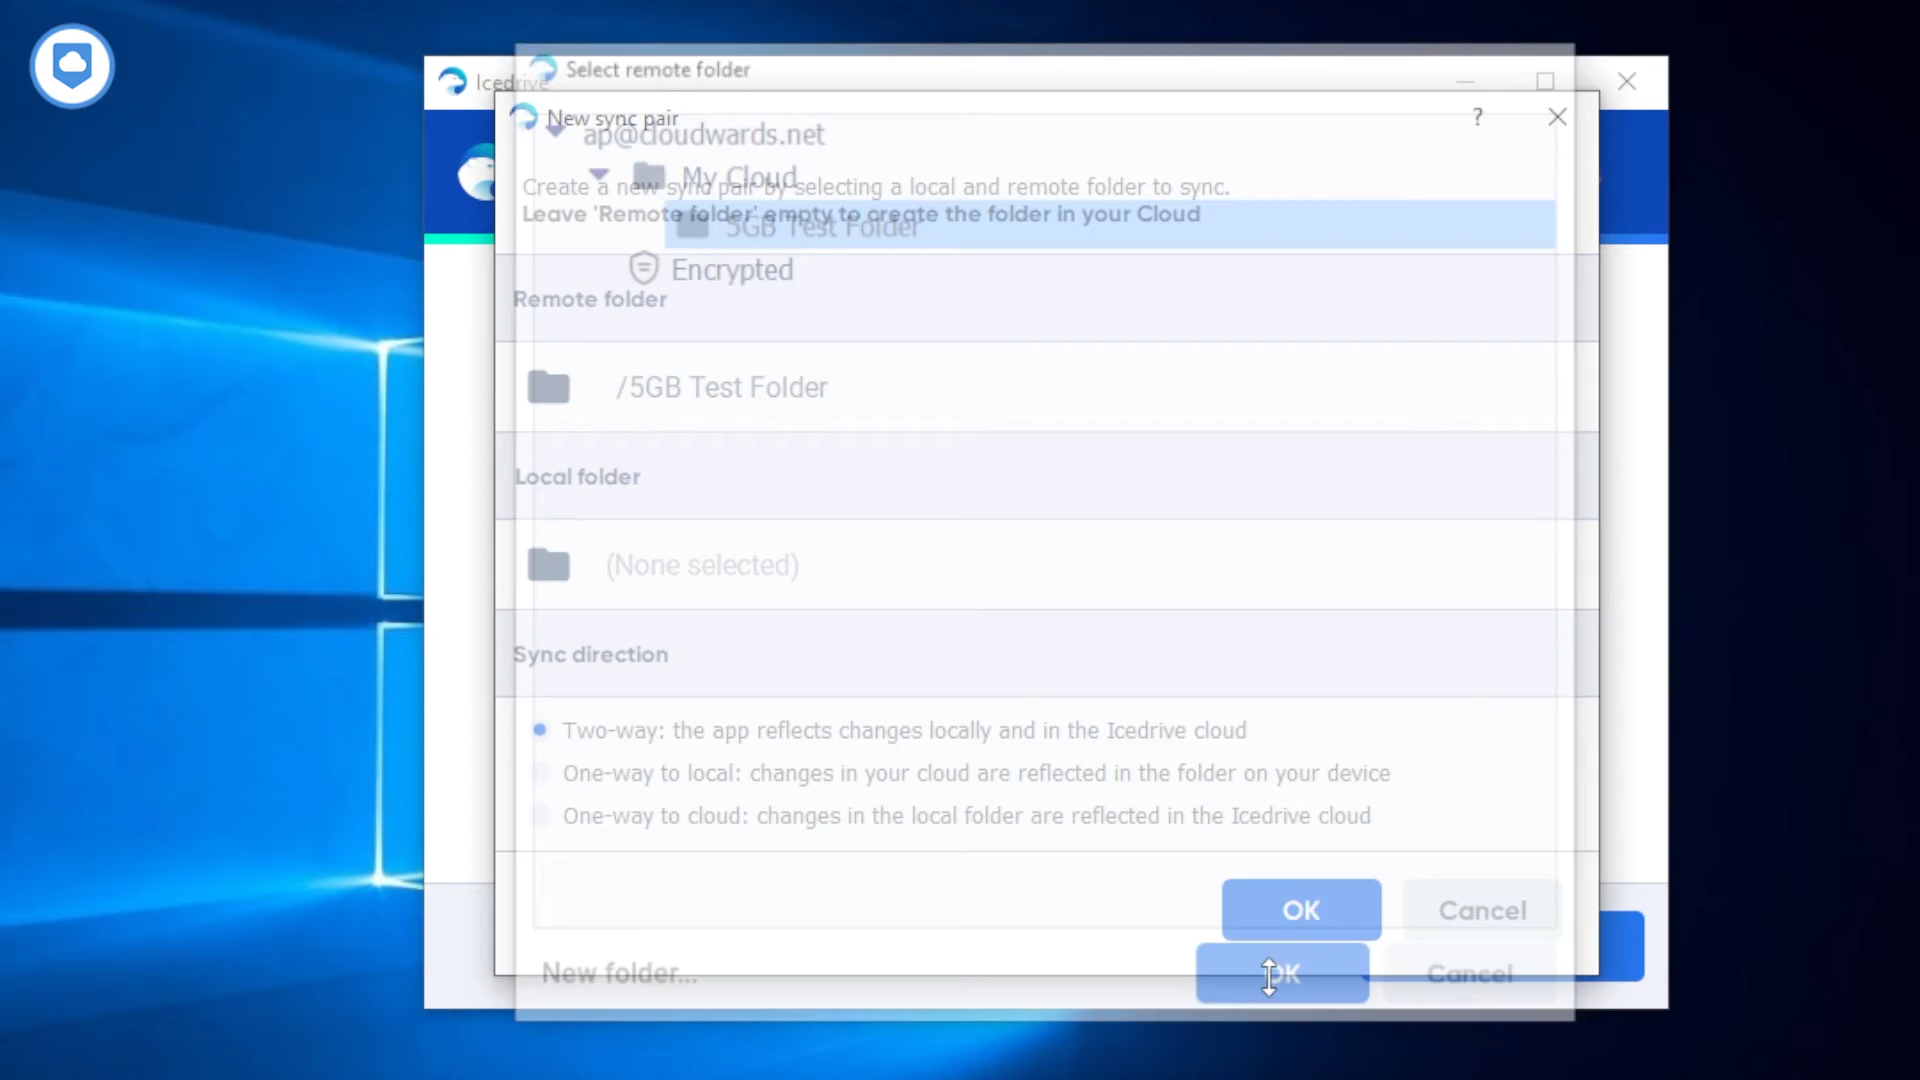 Icedrive
Select remote folder
New sync pair
?
ap@cloudwards.net
My Cloud
Create a new sync pair by selecting a local and remote folder to sync.
Leave 'Remote folder' empty to create the folder in your Cloud
5GB Test Folder
Encrypted
Remote folder
/5GB Test Folder
Local folder
(None selected)
Sync direction
Two-way: the app reflects changes locally and in the Icedrive cloud
One-way to local: changes in your cloud are reflected in the folder on your device
One-way to cloud: changes in the local folder are reflected in the Icedrive cloud
OK Cancel
New folder... OK Cancel